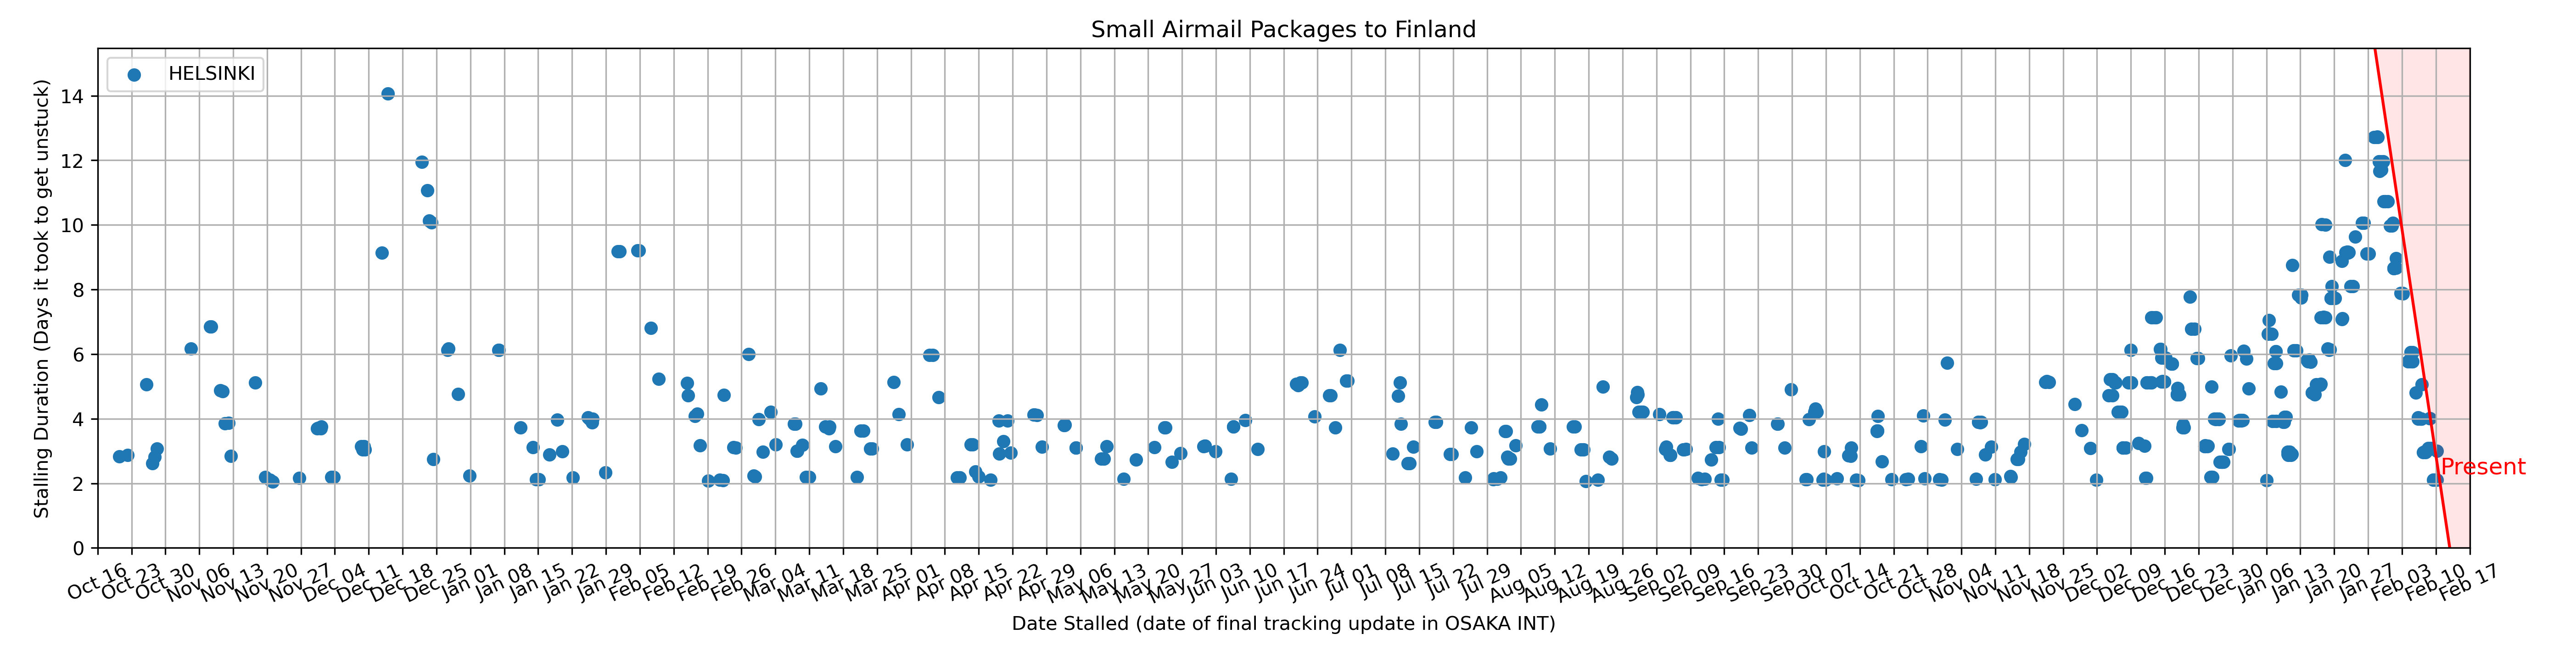 Small Airmail Packages to Finland
HELSINKI
Stalling Duration (Days it took to get unstuck)
14
12
10
8
6
4
2
0
Present
Oct 16 Oct 23 Oct 30 Nov 06 Nov 13 Nov 20 Nov 27 Dec 04 Dec 11 Dec 18 Dec 25 Jan 01 Jan 08 Jan 15 Jan 22 Jan 29 Feb 05 Feb 12 Feb 19 Feb 26 Mar 04 Mar 11 Mar 18 Mar 25 Apr 01 Apr 08 Apr 15 Apr 22 Apr 29 May 06 May 13 May 20 May 27 Jun 03 Jun 10 Jun 17 Jun 24 Jul 01 Jul 08 Jul 15 Jul 22 Jul 29 Aug 05 Aug 12 Aug 19 Aug 26 Sep 02 Sep 09 Sep 16 Sep 23 Sep 30 Oct 07 Oct 14 Oct 21 Oct 28 Nov 04 Nov 11 Nov 18 Nov 25 Dec 02 Dec 09 Dec 16 Dec 23 Dec 30 Jan 06 Jan 13 Jan 20 Jan 27 Feb 03 Feb 10 Feb 17
Date Stalled (date of final tracking update in OSAKA INT)